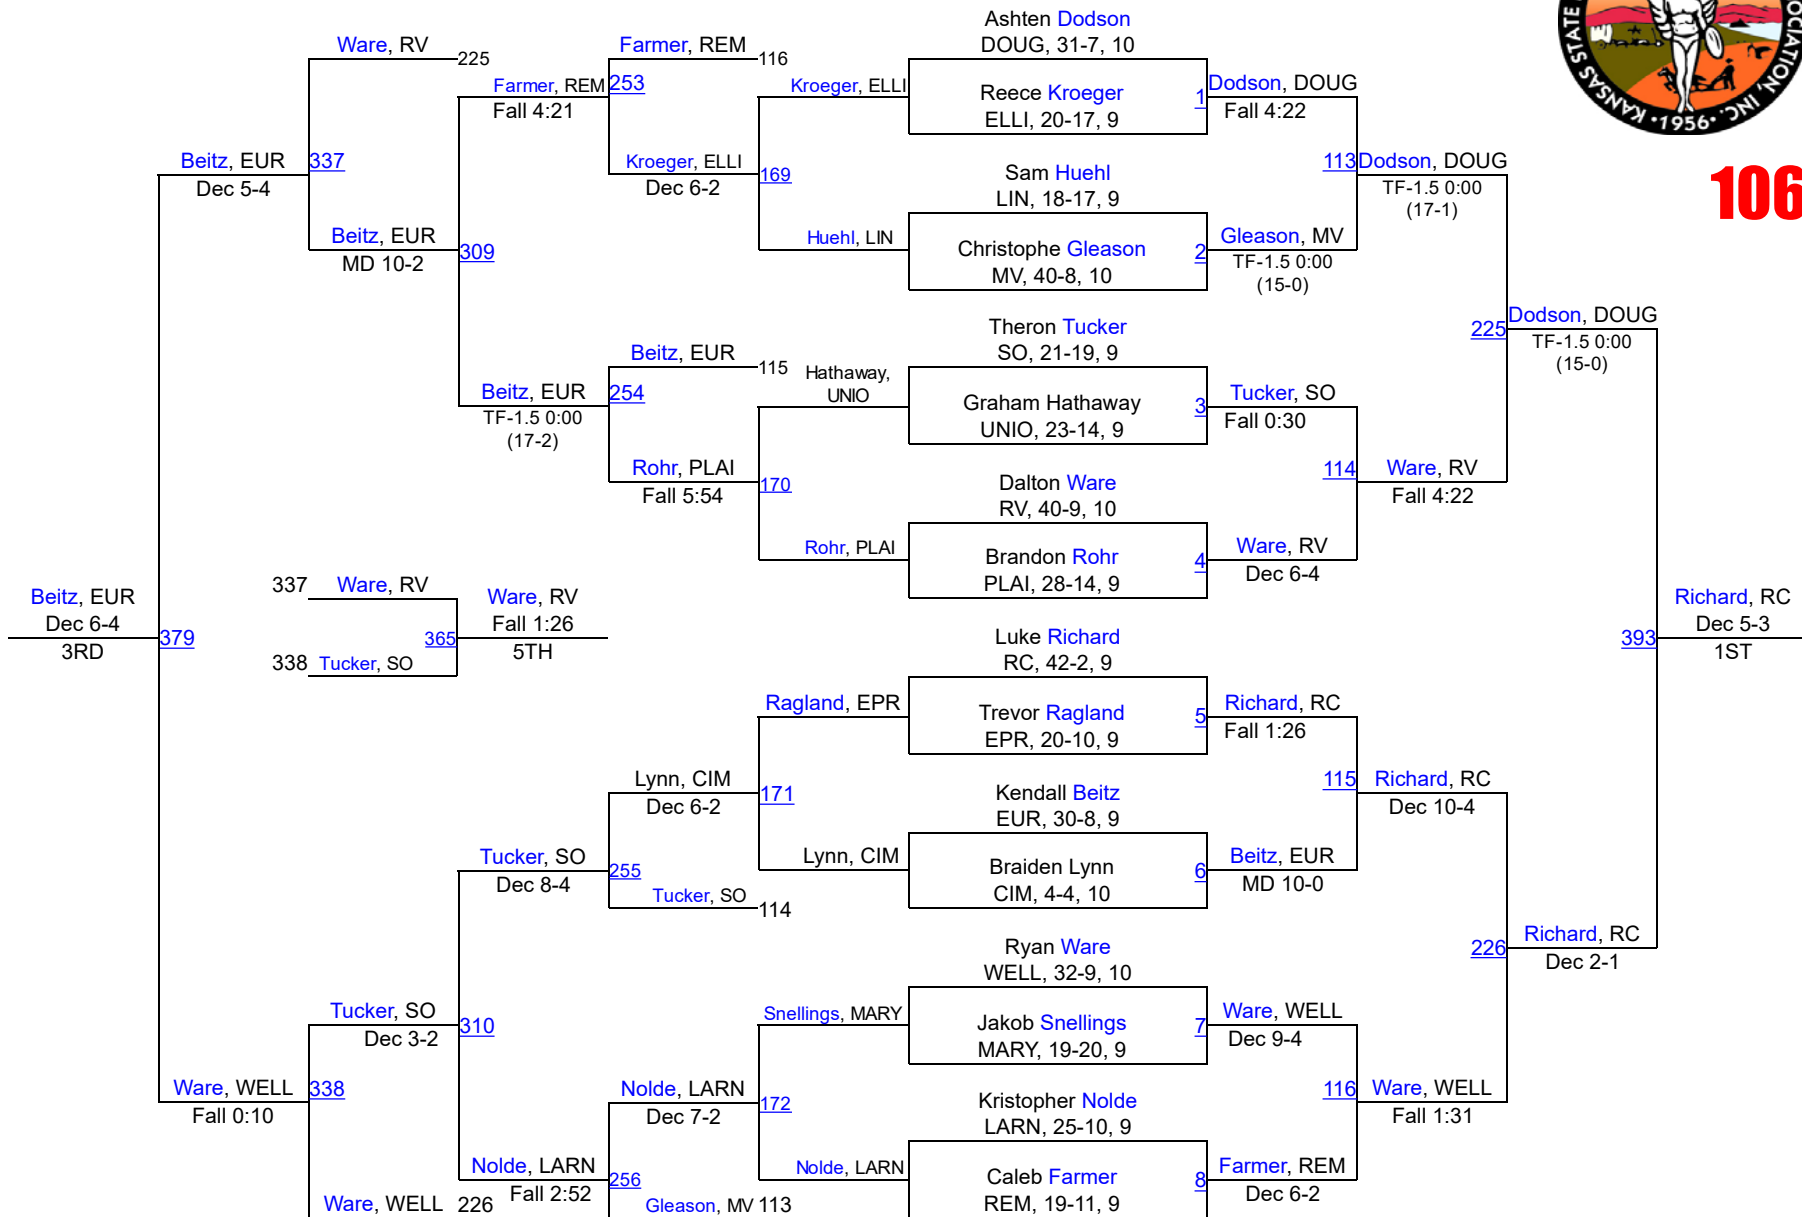 Ashten Dodson
DOUG, 31-7, 10
Reece Kroeger
ELLI, 20-17, 9
Sam Huehl
LIN, 18-17, 9
Christophe Gleason
MV, 40-8, 10
Theron Tucker
SO, 21-19, 9
Graham Hathaway
UNIO, 23-14, 9
Dalton Ware
RV, 40-9, 10
Brandon Rohr
PLAI, 28-14, 9
Luke Richard
RC, 42-2, 9
Trevor Ragland
EPR, 20-10, 9
Kendall Beitz
EUR, 30-8, 9
Braiden Lynn
CIM, 4-4, 10
Ryan Ware
WELL, 32-9, 10
Jakob Snellings
MARY, 19-20, 9
Kristopher Nolde
LARN, 25-10, 9
Caleb Farmer
REM, 19-11, 9
1
Dodson, DOUG
Fall 4:22
2
Gleason, MV
TF-1.5 0:00
(15-0)
3
Tucker, SO
Fall 0:30
4
Ware, RV
Dec 6-4
5
Richard, RC
Fall 1:26
6
Beitz, EUR
MD 10-0
7
Ware, WELL
Dec 9-4
8
Farmer, REM
Dec 6-2
113
Dodson, DOUG
TF-1.5 0:00
(17-1)
114
Ware, RV
Fall 4:22
115
Richard, RC
Dec 10-4
116
Ware, WELL
Fall 1:31
225
Dodson, DOUG
TF-1.5 0:00
(15-0)
226
Richard, RC
Dec 2-1
393
Richard, RC
Dec 5-3
1ST
Kroeger, ELLI
Huehl, LIN
Hathaway,
UNIO
Rohr, PLAI
Ragland, EPR
Lynn, CIM
Snellings, MARY
Nolde, LARN
Farmer, REM
116
169
Kroeger, ELLI
Dec 6-2
Beitz, EUR
115
170
Rohr, PLAI
Fall 5:54
171
Lynn, CIM
Dec 6-2
Tucker, SO
114
172
Nolde, LARN
Dec 7-2
Gleason, MV 113
253
Farmer, REM
Fall 4:21
254
Beitz, EUR
TF-1.5 0:00
(17-2)
255
Tucker, SO
Dec 8-4
256
Nolde, LARN
Fall 2:52
Ware, RV
225
309
Beitz, EUR
MD 10-2
310
Tucker, SO
Dec 3-2
Ware, WELL 226
337
Beitz, EUR
Dec 5-4
338
Ware, WELL
Fall 0:10
379
Beitz, EUR
Dec 6-4
3RD
337
Ware, RV
338
Tucker, SO
365
Ware, RV
Fall 1:26
5TH
106
KANSAS STATE
OCIATION, INC.
•1956•